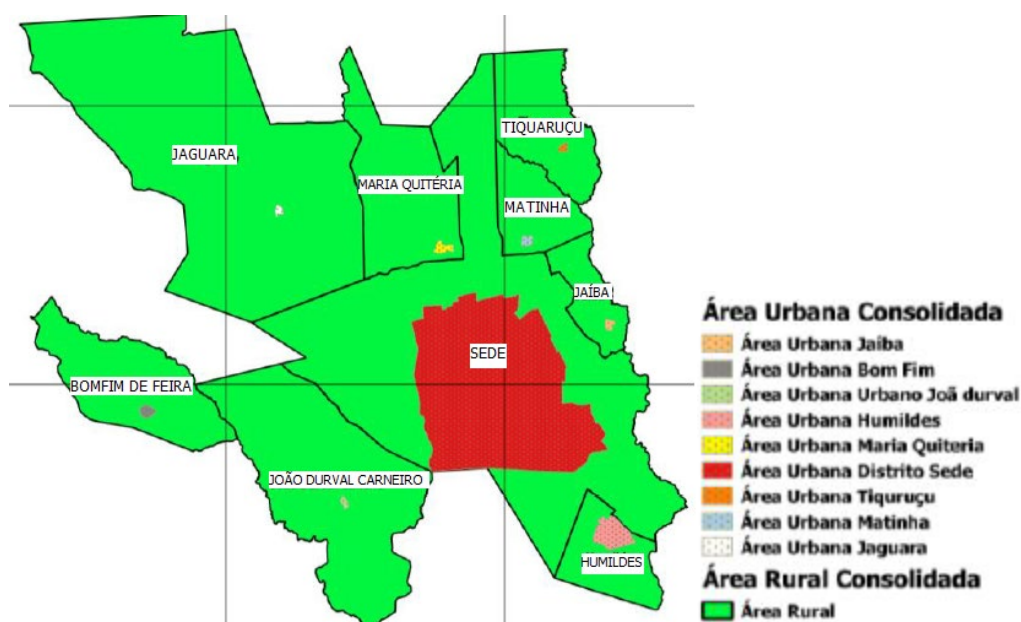 TIQUARUÇU
JAGUARA
MARIA QUITÉRIA
MATINHA
JAÍBA
SEDE
BOMFIM DE FEIRA
JOÃO DURVAL CARNEIRO
HUMILDES
Área Urbana Consolidada
Área Urbana Jaiba
Área Urbana Bom Fim
Área Urbana Urbano Joã durval
Área Urbana Humildes
Área Urbana Maria Quiteria
Área Urbana Distrito Sede
Área Urbana Tiquruçu
Área Urbana Matinha
Área Urbana Jaguara
Área Rural Consolidada
Área Rural